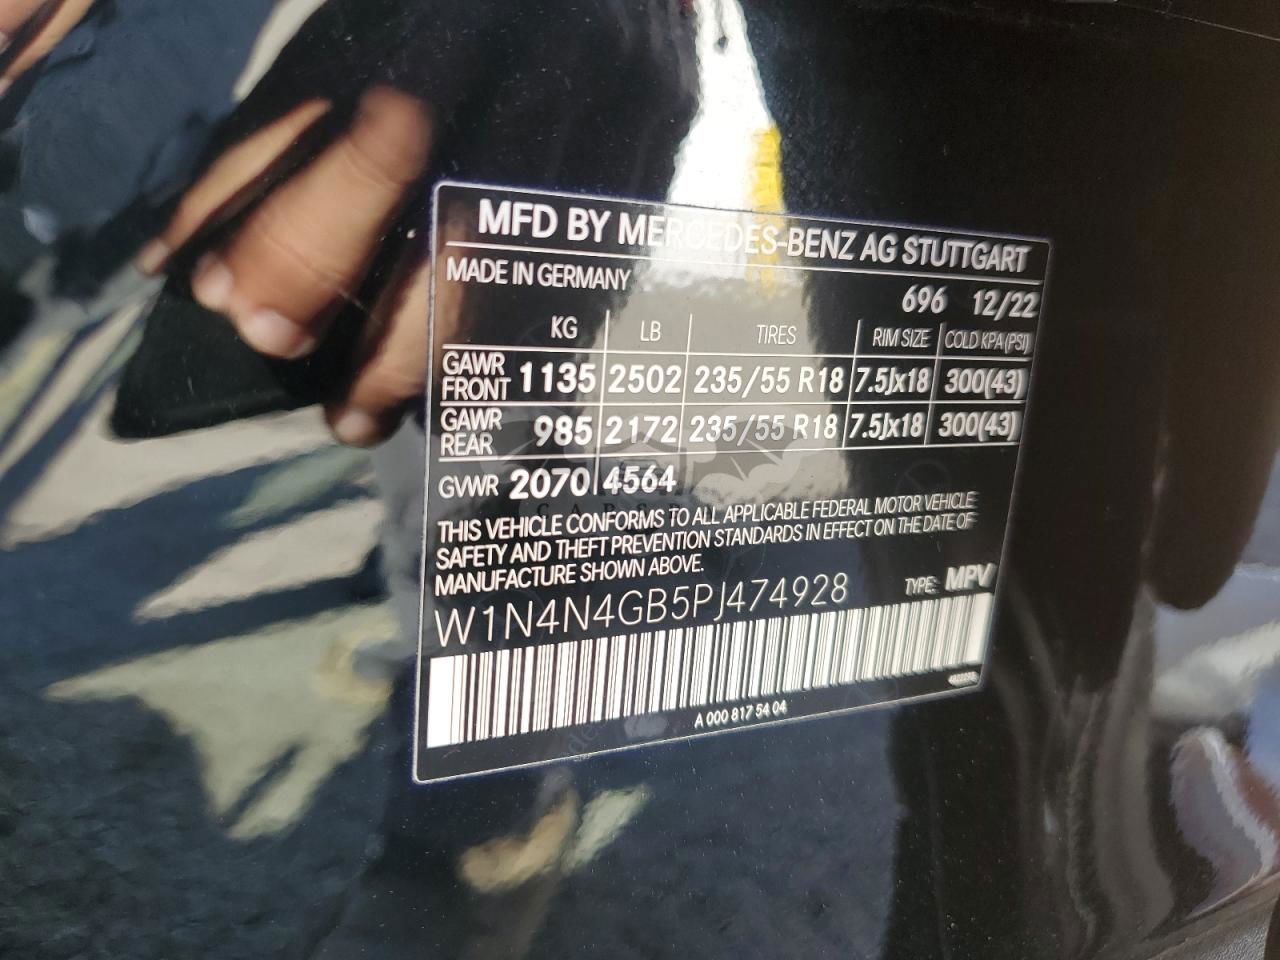 MFD BY MERCEDES-BENZ AG STUTTGART
MADE IN GERMANY
696 12/22
KG LB TIRES RIM SIZE COLD KPA(PSI)
GAWR FRONT 1135 2502 235/55 R18 7.5Jx18 300(43)
GAWR REAR 985 2172 235/55 R18 7.5Jx18 300(43)
GVWR 2070 4564
THIS VEHICLE CONFORMS TO ALL APPLICABLE FEDERAL MOTOR VEHICLE
SAFETY AND THEFT PREVENTION STANDARDS IN EFFECT ON THE DATE OF
MANUFACTURE SHOWN ABOVE.
W1N4N4GB5PJ474928 TYPE: MPV
A 000 817 54 04